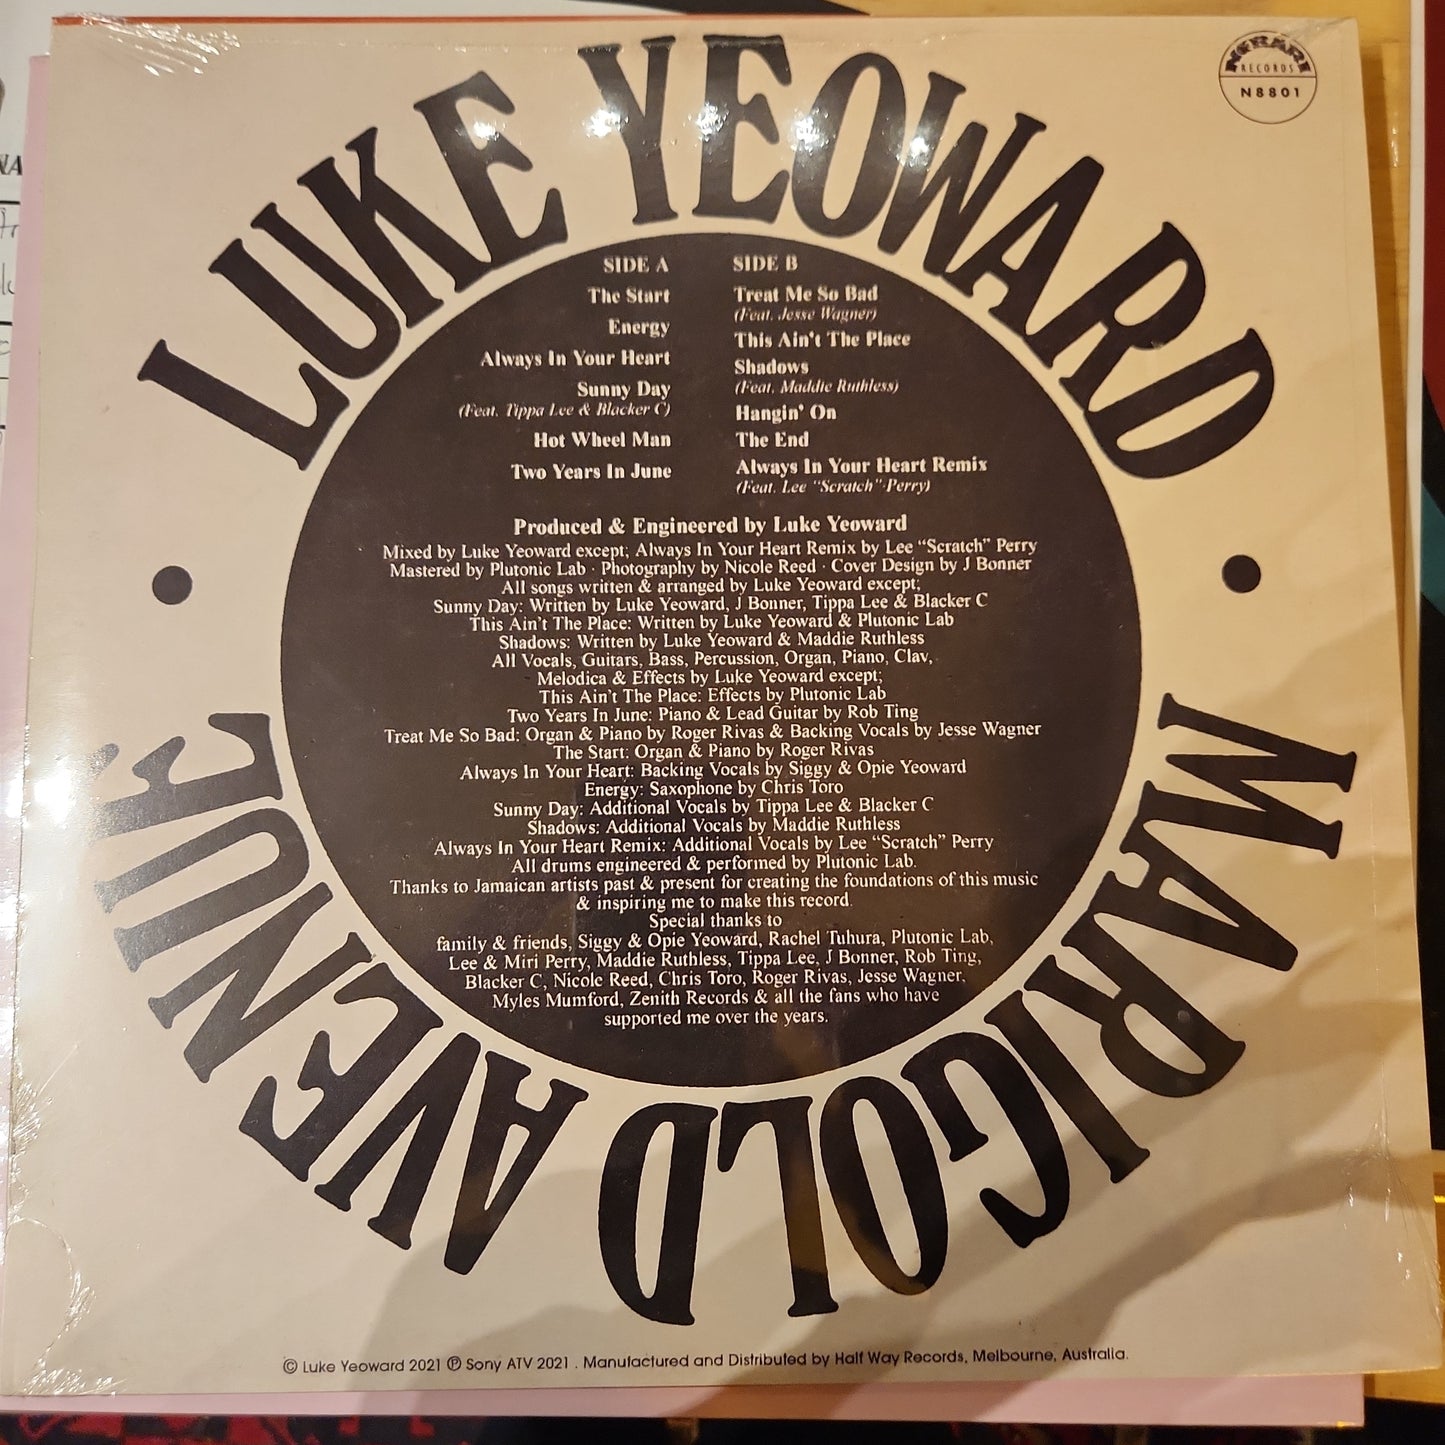 LUKE YEOWARD
RECORDS
N8801
SIDE A
The Start
Energy
Always In Your Heart
Sunny Day
(Feat. Tippa Lee & Blacker C)
Hot Wheel Man
Two Years In June
SIDE B
Treat Me So Bad
(Feat. Jesse Wagner)
This Ain't The Place
Shadows
(Feat. Maddie Ruthless)
Hangin' On
The End
Always In Your Heart Remix
(Feat. Lee "Scratch" Perry)
Produced & Engineered by Luke Yeoward
Mixed by Luke Yeoward except; Always In Your Heart Remix by Lee "Scratch" Perry
Mastered by Plutonic Lab · Photography by Nicole Reed · Cover Design by J Bonner
All songs written & arranged by Luke Yeoward except;
Sunny Day: Written by Luke Yeoward, J Bonner, Tippa Lee & Blacker C
This Ain't The Place: Written by Luke Yeoward & Plutonic Lab
Shadows: Written by Luke Yeoward & Maddie Ruthless
All Vocals, Guitars, Bass, Percussion, Organ, Piano, Clav,
Melodica & Effects by Luke Yeoward except;
This Ain't The Place: Effects by Plutonic Lab
Two Years In June: Piano & Lead Guitar by Rob Ting
Treat Me So Bad: Organ & Piano by Roger Rivas & Backing Vocals by Jesse Wagner
The Start: Organ & Piano by Roger Rivas
Always In Your Heart: Backing Vocals by Siggy & Opie Yeoward
Energy: Saxophone by Chris Toro
Sunny Day: Additional Vocals by Tippa Lee & Blacker C
Shadows: Additional Vocals by Maddie Ruthless
Always In Your Heart Remix: Additional Vocals by Lee "Scratch" Perry
All drums engineered & performed by Plutonic Lab.
Thanks to Jamaican artists past & present for creating the foundations of this music
& inspiring me to make this record.
Special thanks to
family & friends, Siggy & Opie Yeoward, Rachel Tuhura, Plutonic Lab,
Lee & Miri Perry, Maddie Ruthless, Tippa Lee, J Bonner, Rob Ting,
Blacker C, Nicole Reed, Chris Toro, Roger Rivas, Jesse Wagner,
Myles Mumford, Zenith Records & all the fans who have
supported me over the years.
MARIGOLD AVENUE
© Luke Yeoward 2021 ℗ Sony ATV 2021 . Manufactured and Distributed by Half Way Records, Melbourne, Australia.